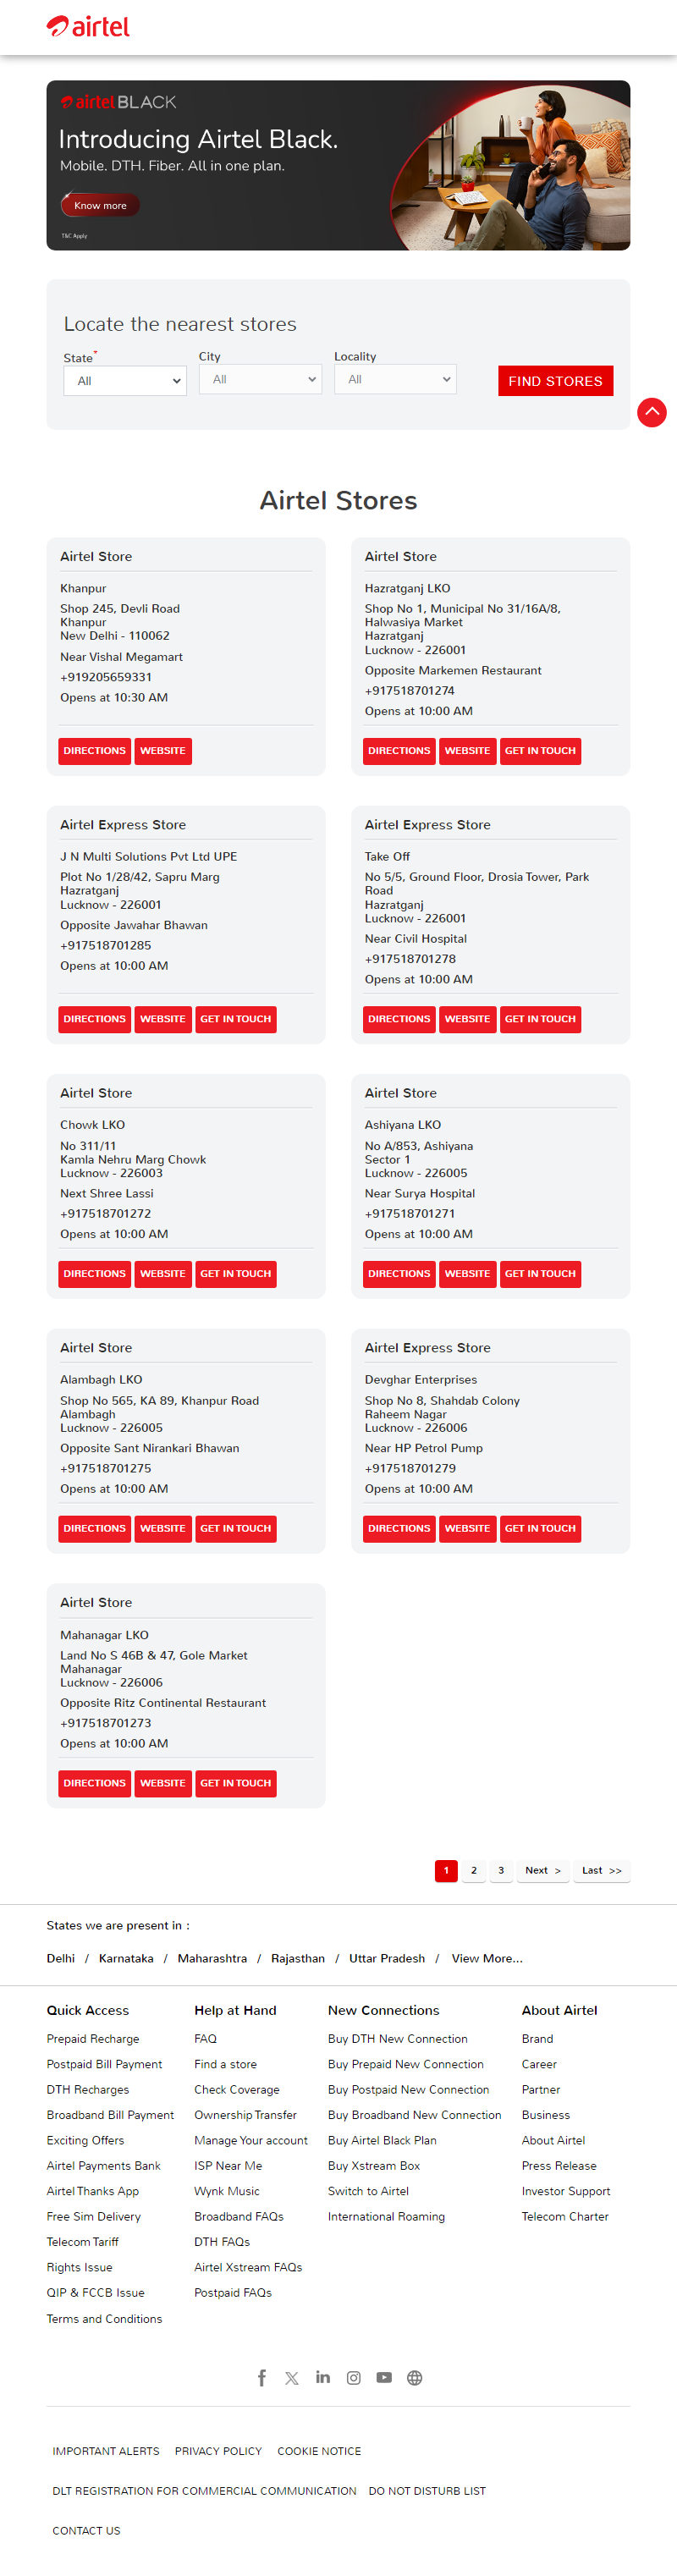 airtel
airtel BLACK
Introducing Airtel Black.
Mobile. DTH. Fiber. All in one plan.
Know more
T&C Apply
Locate the nearest stores
State*
City
Locality
All
All
All
FIND STORES
Airtel Stores
Airtel Store
Khanpur
Shop 245, Devli Road
Khanpur
New Delhi - 110062
Near Vishal Megamart
+919205659331
Opens at 10:30 AM
DIRECTIONS WEBSITE
Airtel Store
Hazratganj LKO
Shop No 1, Municipal No 31/16A/8,
Halwasiya Market
Hazratganj
Lucknow - 226001
Opposite Markemen Restaurant
+917518701274
Opens at 10:00 AM
DIRECTIONS WEBSITE GET IN TOUCH
Airtel Express Store
J N Multi Solutions Pvt Ltd UPE
Plot No 1/28/42, Sapru Marg
Hazratganj
Lucknow - 226001
Opposite Jawahar Bhawan
+917518701285
Opens at 10:00 AM
DIRECTIONS WEBSITE GET IN TOUCH
Airtel Express Store
Take Off
No 5/5, Ground Floor, Drosia Tower, Park
Road
Hazratganj
Lucknow - 226001
Near Civil Hospital
+917518701278
Opens at 10:00 AM
DIRECTIONS WEBSITE GET IN TOUCH
Airtel Store
Chowk LKO
No 311/11
Kamla Nehru Marg Chowk
Lucknow - 226003
Next Shree Lassi
+917518701272
Opens at 10:00 AM
DIRECTIONS WEBSITE GET IN TOUCH
Airtel Store
Ashiyana LKO
No A/853, Ashiyana
Sector 1
Lucknow - 226005
Near Surya Hospital
+917518701271
Opens at 10:00 AM
DIRECTIONS WEBSITE GET IN TOUCH
Airtel Store
Alambagh LKO
Shop No 565, KA 89, Khanpur Road
Alambagh
Lucknow - 226005
Opposite Sant Nirankari Bhawan
+917518701275
Opens at 10:00 AM
DIRECTIONS WEBSITE GET IN TOUCH
Airtel Express Store
Devghar Enterprises
Shop No 8, Shahdab Colony
Raheem Nagar
Lucknow - 226006
Near HP Petrol Pump
+917518701279
Opens at 10:00 AM
DIRECTIONS WEBSITE GET IN TOUCH
Airtel Store
Mahanagar LKO
Land No S 46B & 47, Gole Market
Mahanagar
Lucknow - 226006
Opposite Ritz Continental Restaurant
+917518701273
Opens at 10:00 AM
DIRECTIONS WEBSITE GET IN TOUCH
1 2 3 Next > Last >>
States we are present in :
Delhi / Karnataka / Maharashtra / Rajasthan / Uttar Pradesh / View More...
Quick Access
Prepaid Recharge
Postpaid Bill Payment
DTH Recharges
Broadband Bill Payment
Exciting Offers
Airtel Payments Bank
Airtel Thanks App
Free Sim Delivery
Telecom Tariff
Rights Issue
QIP & FCCB Issue
Terms and Conditions
Help at Hand
FAQ
Find a store
Check Coverage
Ownership Transfer
Manage Your account
ISP Near Me
Wynk Music
Broadband FAQs
DTH FAQs
Airtel Xstream FAQs
Postpaid FAQs
New Connections
Buy DTH New Connection
Buy Prepaid New Connection
Buy Postpaid New Connection
Buy Broadband New Connection
Buy Airtel Black Plan
Buy Xstream Box
Switch to Airtel
International Roaming
About Airtel
Brand
Career
Partner
Business
About Airtel
Press Release
Investor Support
Telecom Charter
IMPORTANT ALERTS PRIVACY POLICY COOKIE NOTICE
DLT REGISTRATION FOR COMMERCIAL COMMUNICATION DO NOT DISTURB LIST
CONTACT US